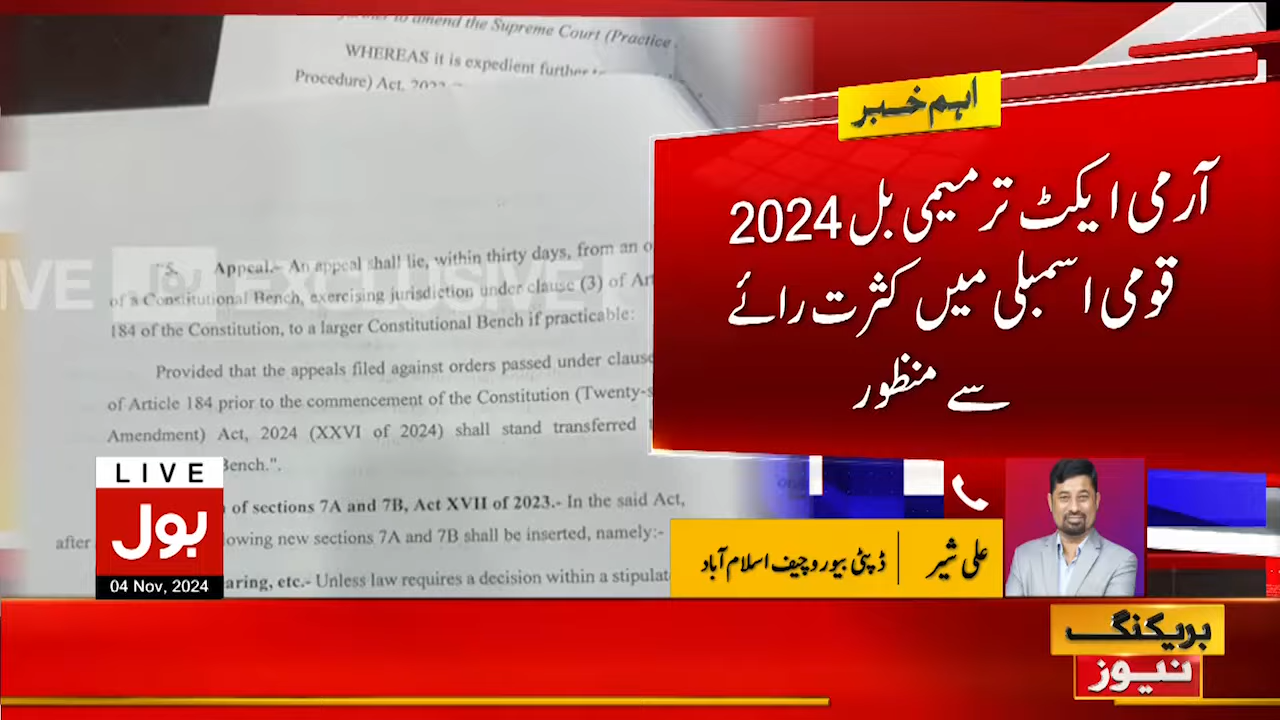 further to amend the Supreme Court (Practice
WHEREAS it is expedient further to
Procedure) Act, 2023
اہم خبر
آرمی ایکٹ ترمیمی بل 2024
قومی اسمبلی میں کثرت رائے
سے منظور
"5. Appeal.- An appeal shall lie, within thirty days, from an o
of a Constitutional Bench, exercising jurisdiction under clause (3) of Art
184 of the Constitution, to a larger Constitutional Bench if practicable:
Provided that the appeals filed against orders passed under clause
of Article 184 prior to the commencement of the Constitution (Twenty-s
Amendment) Act, 2024 (XXVI of 2024) shall stand transferred t
Bench.".
of sections 7A and 7B, Act XVII of 2023.- In the said Act,
after lowing new sections 7A and 7B shall be inserted, namely:-
aring, etc.- Unless law requires a decision within a stipulat
IVE بول EXCLUSIVE
LIVE
بول
04 Nov, 2024
علی شیر
ڈپٹی بیورو چیف اسلام آباد
بریکنگ
نیوز